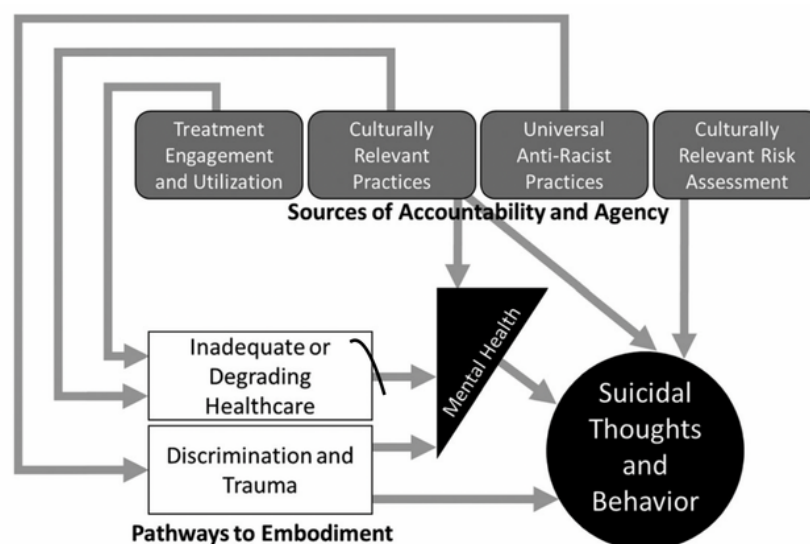 Treatment
Engagement
and Utilization
Culturally
Relevant
Practices
Universal
Anti-Racist
Practices
Culturally
Relevant Risk
Assessment
Sources of Accountability and Agency
Inadequate or
Degrading
Healthcare
Mental Health
Discrimination and
Trauma
Suicidal
Thoughts
and
Behavior
Pathways to Embodiment